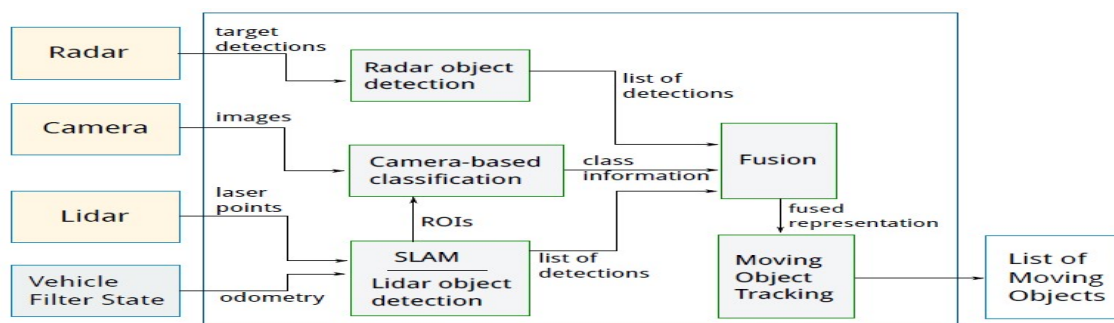 Radar
target
detections
Radar object
detection
list of
detections
Camera
images
Camera-based
classification
class
information
Fusion
Lidar
laser
points
ROIs
fused
representation
Vehicle
Filter State
odometry
SLAM
Lidar object
detection
list of
detections
Moving
Object
Tracking
List of
Moving
Objects